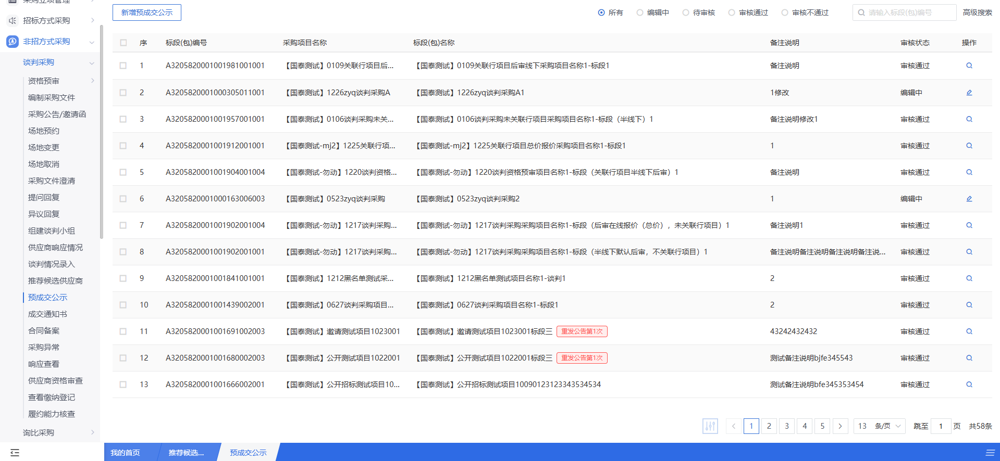 采购立项管理
招标方式采购
非招方式采购
谈判采购
资格预审
编制采购文件
采购公告/邀请函
场地预约
场地变更
场地取消
采购文件澄清
提问回复
异议回复
组建谈判小组
供应商响应情况
谈判情况录入
推荐候选供应商
预成交公示
成交通知书
合同备案
采购异常
响应查看
供应商资格审查
查看缴纳登记
履约能力核查
询比采购
新增预成交公示 所有 编辑中 待审核 审核通过 审核不通过 请输入标段(包)编号 高级搜索
序 标段(包)编号 采购项目名称 标段(包)名称 备注说明 审核状态 操作
1 A3205820001001981001001 【国泰测试】0109关联行项目后... 【国泰测试】0109关联行项目后审线下采购项目名称1-标段1 备注说明 审核通过
2 A3205820001000305011001 【国泰测试】1226zyq谈判采购A 【国泰测试】1226zyq谈判采购A1 1修改 编辑中
3 A3205820001001957001001 【国泰测试】0106谈判采购未关... 【国泰测试】0106谈判采购未关联行项目采购项目名称1-标段（半线下）1 备注说明修改1 审核通过
4 A3205820001001912001001 【国泰测试-mj2】1225关联行项... 【国泰测试-mj2】1225关联行项目总价报价采购项目名称1-标段1 1 审核通过
5 A3205820001001904001004 【国泰测试-勿动】1220谈判资格... 【国泰测试-勿动】1220谈判资格预审项目名称1-标段（关联行项目半线下后审）1 备注说明 审核通过
6 A3205820001000163006003 【国泰测试】0523zyq谈判采购 【国泰测试】0523zyq谈判采购2 1 编辑中
7 A3205820001001902001004 【国泰测试-勿动】1217谈判采购... 【国泰测试-勿动】1217谈判采购采购项目名称1-标段（后审在线报价（总价），未关联行项目）1 备注说明1 审核通过
8 A3205820001001902001001 【国泰测试-勿动】1217谈判采购... 【国泰测试-勿动】1217谈判采购采购项目名称1-标段（半线下默认后审，不关联行项目）1 备注说明备注说明备注说明备注说... 审核通过
9 A3205820001001841001001 【国泰测试】1212黑名单测试采... 【国泰测试】1212黑名单测试项目名称1-谈判1 2 审核通过
10 A3205820001001439002001 【国泰测试】0627谈判采购项目... 【国泰测试】0627谈判采购项目名称1-标段1 2 审核通过
11 A3205820001001691002003 【国泰测试】邀请测试项目1023001 【国泰测试】邀请测试项目1023001标段三 重发公告第1次 43242432432 审核通过
12 A3205820001001680002003 【国泰测试】公开测试项目1022001 【国泰测试】公开测试项目1022001标段三 重发公告第1次 测试备注说明bjfe345543 审核通过
13 A3205820001001666002001 【国泰测试】公开招标测试项目10... 【国泰测试】公开招标测试项目10090123123343534534 测试备注说明bfe345353454 审核通过
1 2 3 4 5 13 条/页 跳至 1 页 共58条
我的首页 推荐候选... 预成交公示